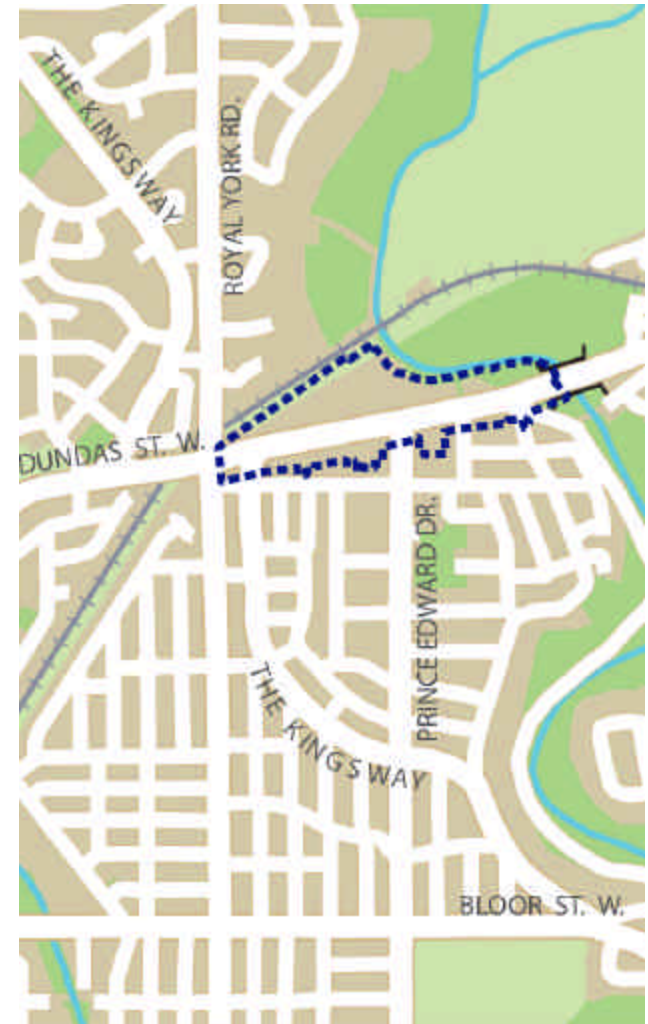 THE KINGSWAY
ROYAL YORK RD.
DUNDAS ST. W.
PRINCE EDWARD DR.
THE KINGSWAY
BLOOR ST. W.